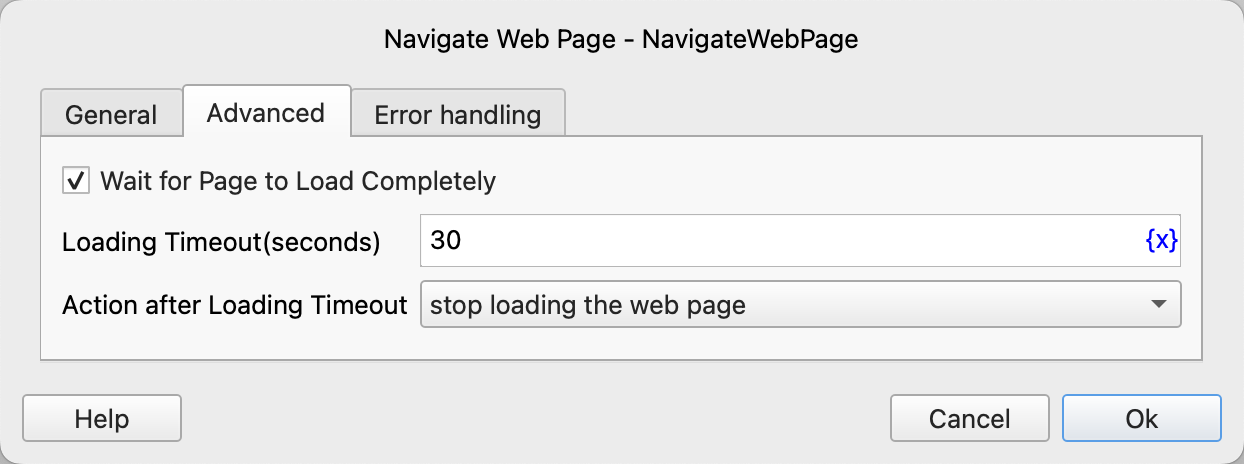 Navigate Web Page - NavigateWebPage
General Advanced Error handling
Wait for Page to Load Completely
Loading Timeout(seconds) 30 {x}
Action after Loading Timeout stop loading the web page
Help Cancel Ok